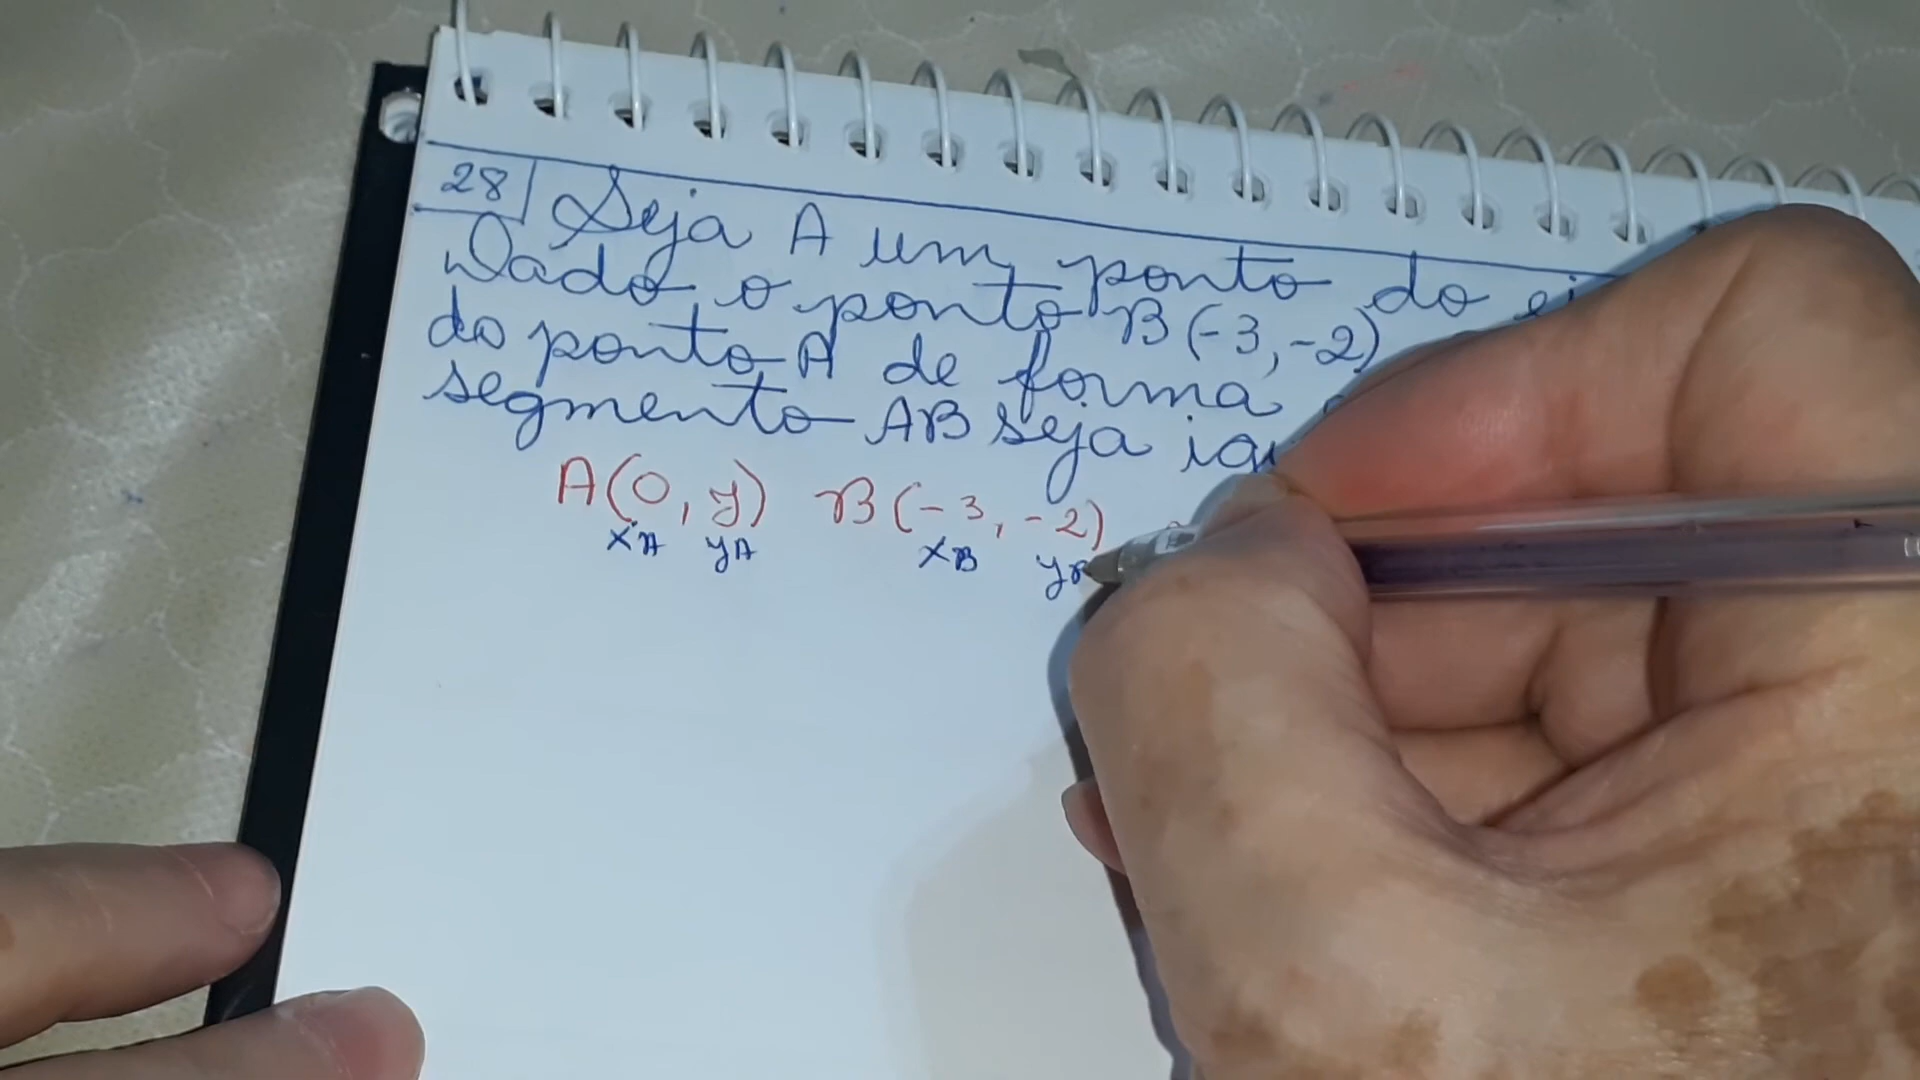 28 Seja A um ponto do
Dado o ponto B(-3,-2)
do ponto A de forma
segmento AB seja
A(0,y) B(-3,-2)
xA yA xB yB